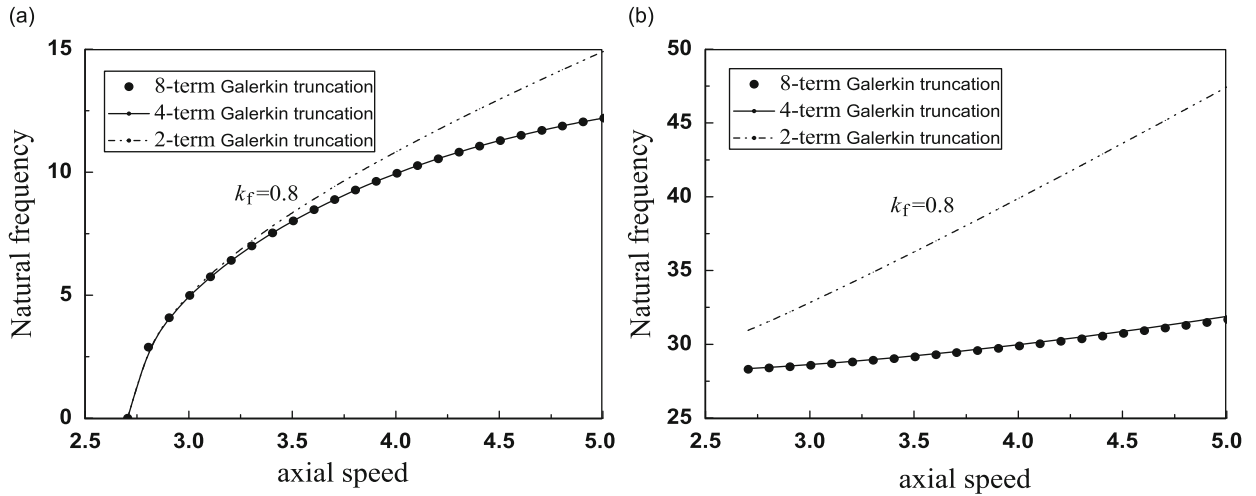 (a)
15
10
5
0
Natural frequency
8-term Galerkin truncation
4-term Galerkin truncation
2-term Galerkin truncation
kf=0.8
2.5 3.0 3.5 4.0 4.5 5.0
axial speed
(b)
50
45
40
35
30
25
Natural frequency
8-term Galerkin truncation
4-term Galerkin truncation
2-term Galerkin truncation
kf=0.8
2.5 3.0 3.5 4.0 4.5 5.0
axial speed